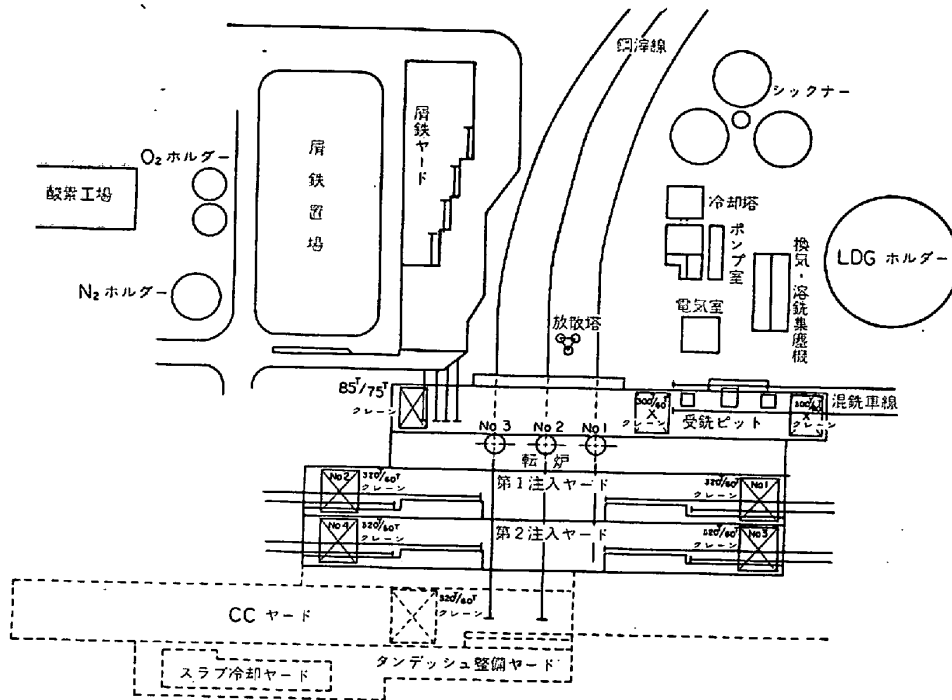 鋼滓線
シックナー
O₂ ホルダー
酸素工場
屑鉄置場
屑鉄ヤード
冷却塔
ポンプ室
換気・溶銑集塵機
LDG ホルダー
N₂ ホルダー
電気室
放散塔
85ᵀ/75ᵀ
クレーン
300/60ᵀ
クレーン
受銑ピット
クレーン
混銑車線
No 3
No 2
No 1
転炉
No2
320ᵀ/60ᵀ
クレーン
第1注入ヤード
320ᵀ/60ᵀ
クレーン
No1
No4
320ᵀ/60ᵀ
クレーン
第2注入ヤード
320ᵀ/60ᵀ
クレーン
No3
CC ヤード
320ᵀ/60ᵀ
クレーン
タンデッシュ整備ヤード
スラブ冷却ヤード